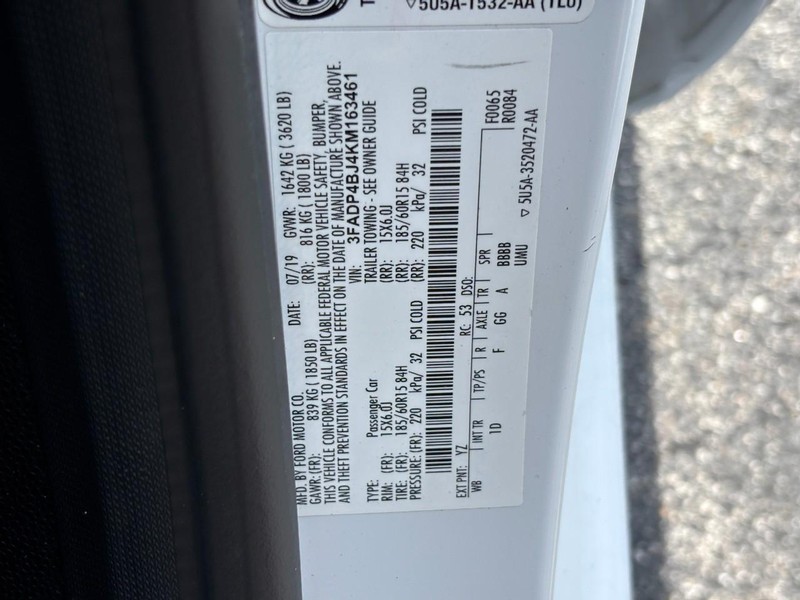 5U5A-1532-AA (TLU)
MFD. BY FORD MOTOR CO. DATE: 07/19 GVWR: 1642 KG ( 3620 LB)
GAWR: (FR): 839 KG ( 1850 LB) (RR): 816 KG ( 1800 LB)
THIS VEHICLE CONFORMS TO ALL APPLICABLE FEDERAL MOTOR VEHICLE SAFETY, BUMPER,
AND THEFT PREVENTION STANDARDS IN EFFECT ON THE DATE OF MANUFACTURE SHOWN ABOVE.
VIN: 3FADP4BJ4KM163461
TYPE: Passenger Car TRAILER TOWING - SEE OWNER GUIDE
RIM: (FR): 15X6.0J (RR): 15X6.0J
TIRE: (FR): 185/60R15 84H (RR): 185/60R15 84H
PRESSURE: (FR): 220 kPa/ 32 PSI COLD (RR): 220 kPa/ 32 PSI COLD
EXT PNT: YZ RC: 53 DSO: F0065
WB INT TR TP/PS R AXLE TR SPR R0084
1D F GG A BBBB
UMU ▽ 5U5A-3520472-AA